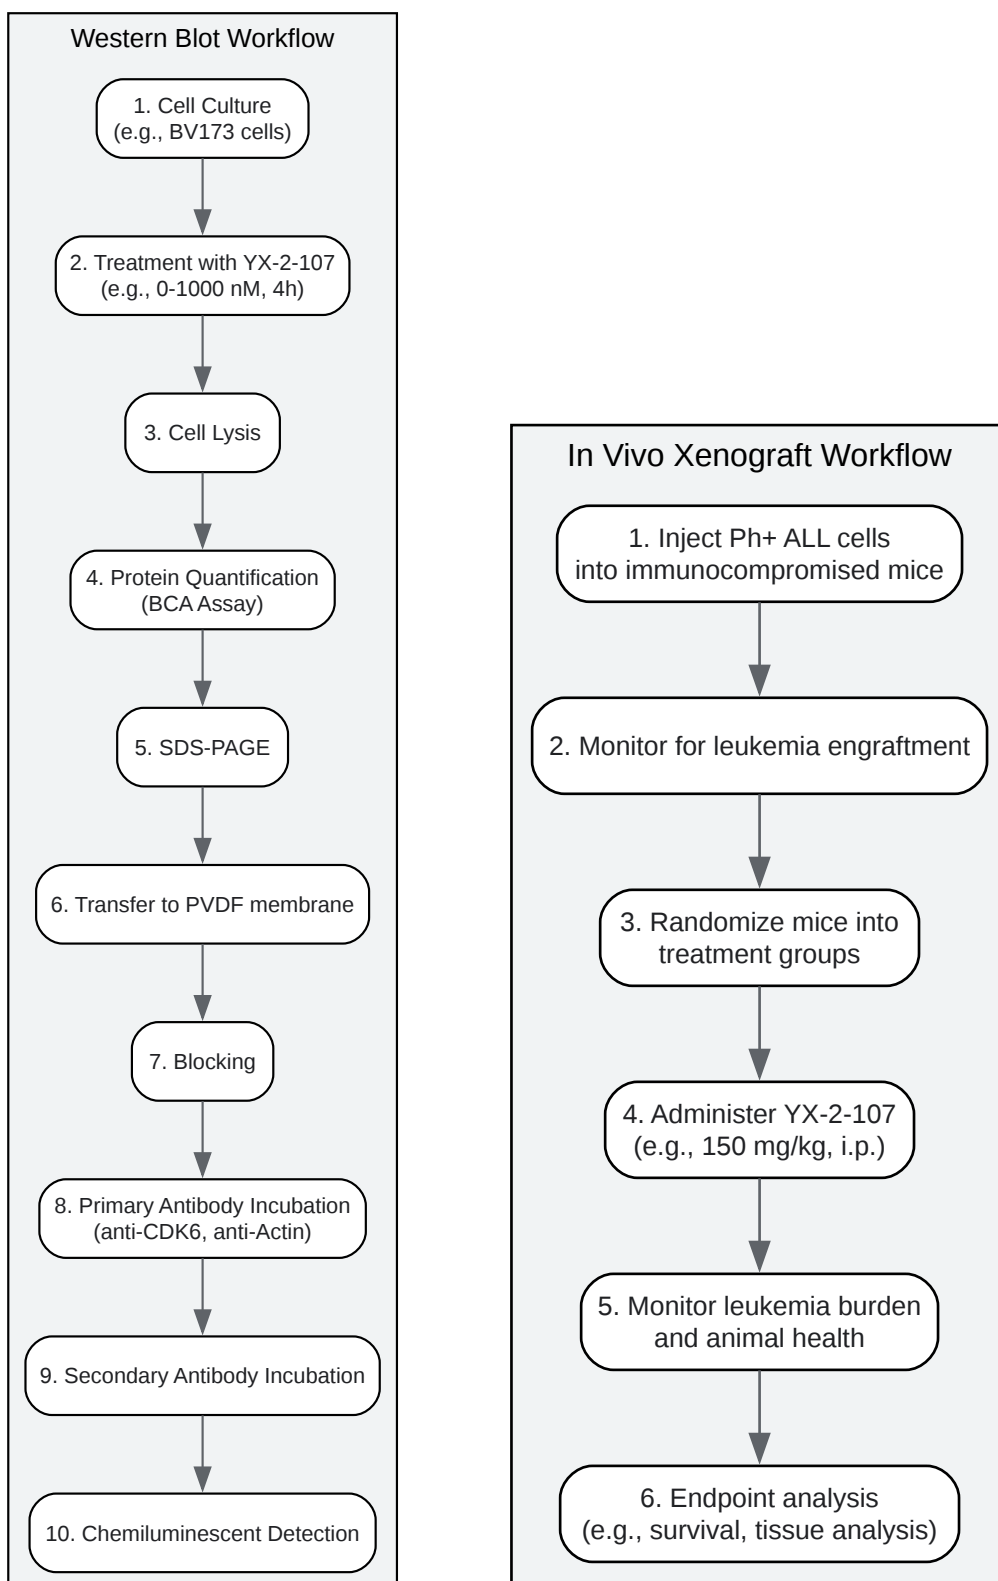 Western Blot Workflow
1. Cell Culture
(e.g., BV173 cells)
2. Treatment with YX-2-107
(e.g., 0-1000 nM, 4h)
3. Cell Lysis
4. Protein Quantification
(BCA Assay)
5. SDS-PAGE
6. Transfer to PVDF membrane
7. Blocking
8. Primary Antibody Incubation
(anti-CDK6, anti-Actin)
9. Secondary Antibody Incubation
10. Chemiluminescent Detection
In Vivo Xenograft Workflow
1. Inject Ph+ ALL cells
into immunocompromised mice
2. Monitor for leukemia engraftment
3. Randomize mice into
treatment groups
4. Administer YX-2-107
(e.g., 150 mg/kg, i.p.)
5. Monitor leukemia burden
and animal health
6. Endpoint analysis
(e.g., survival, tissue analysis)